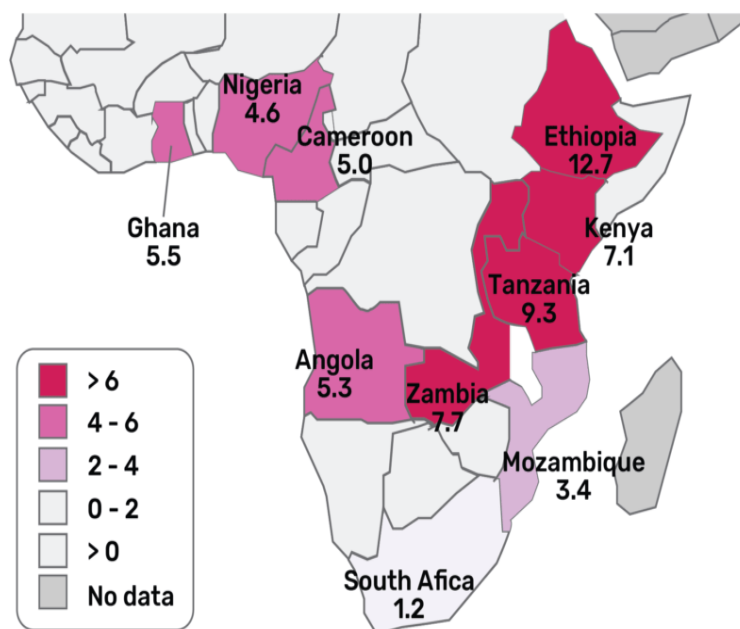 Nigeria
4.6
Cameroon
5.0
Ethiopia
12.7
Ghana
5.5
Kenya
7.1
Tanzania
9.3
Angola
5.3
Zambia
7.7
Mozambique
3.4
South Afica
1.2
> 6
4 - 6
2 - 4
0 - 2
> 0
No data